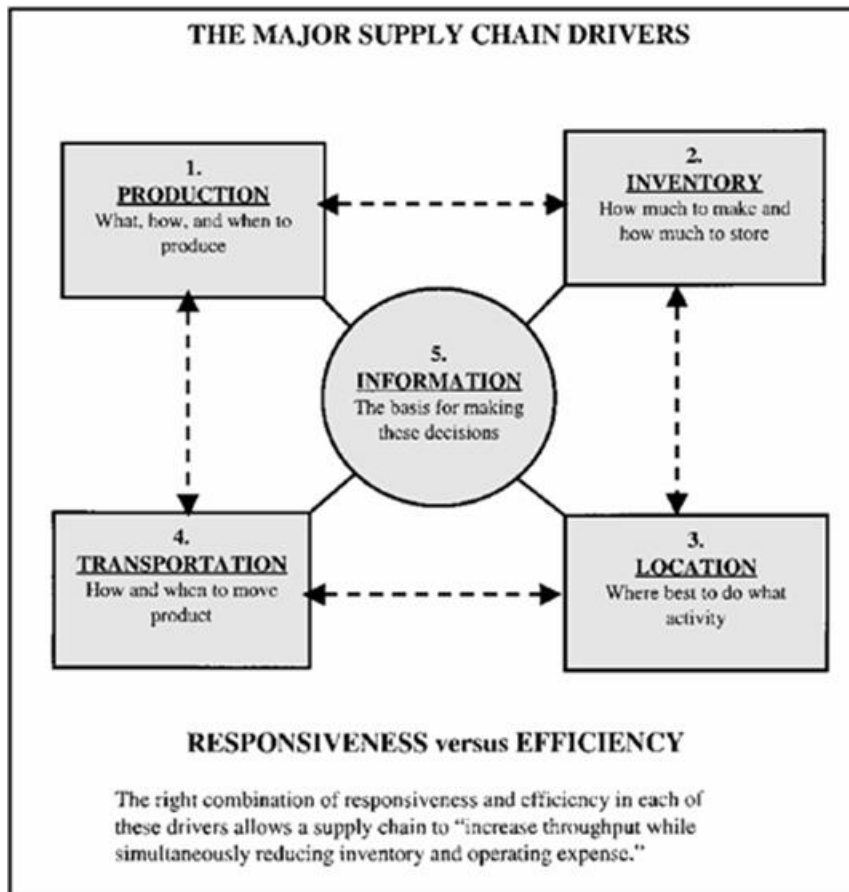 THE MAJOR SUPPLY CHAIN DRIVERS
1.
PRODUCTION
What, how, and when to
produce
2.
INVENTORY
How much to make and
how much to store
5.
INFORMATION
The basis for making
these decisions
4.
TRANSPORTATION
How and when to move
product
3.
LOCATION
Where best to do what
activity
RESPONSIVENESS versus EFFICIENCY
The right combination of responsiveness and efficiency in each of
these drivers allows a supply chain to “increase throughput while
simultaneously reducing inventory and operating expense.”